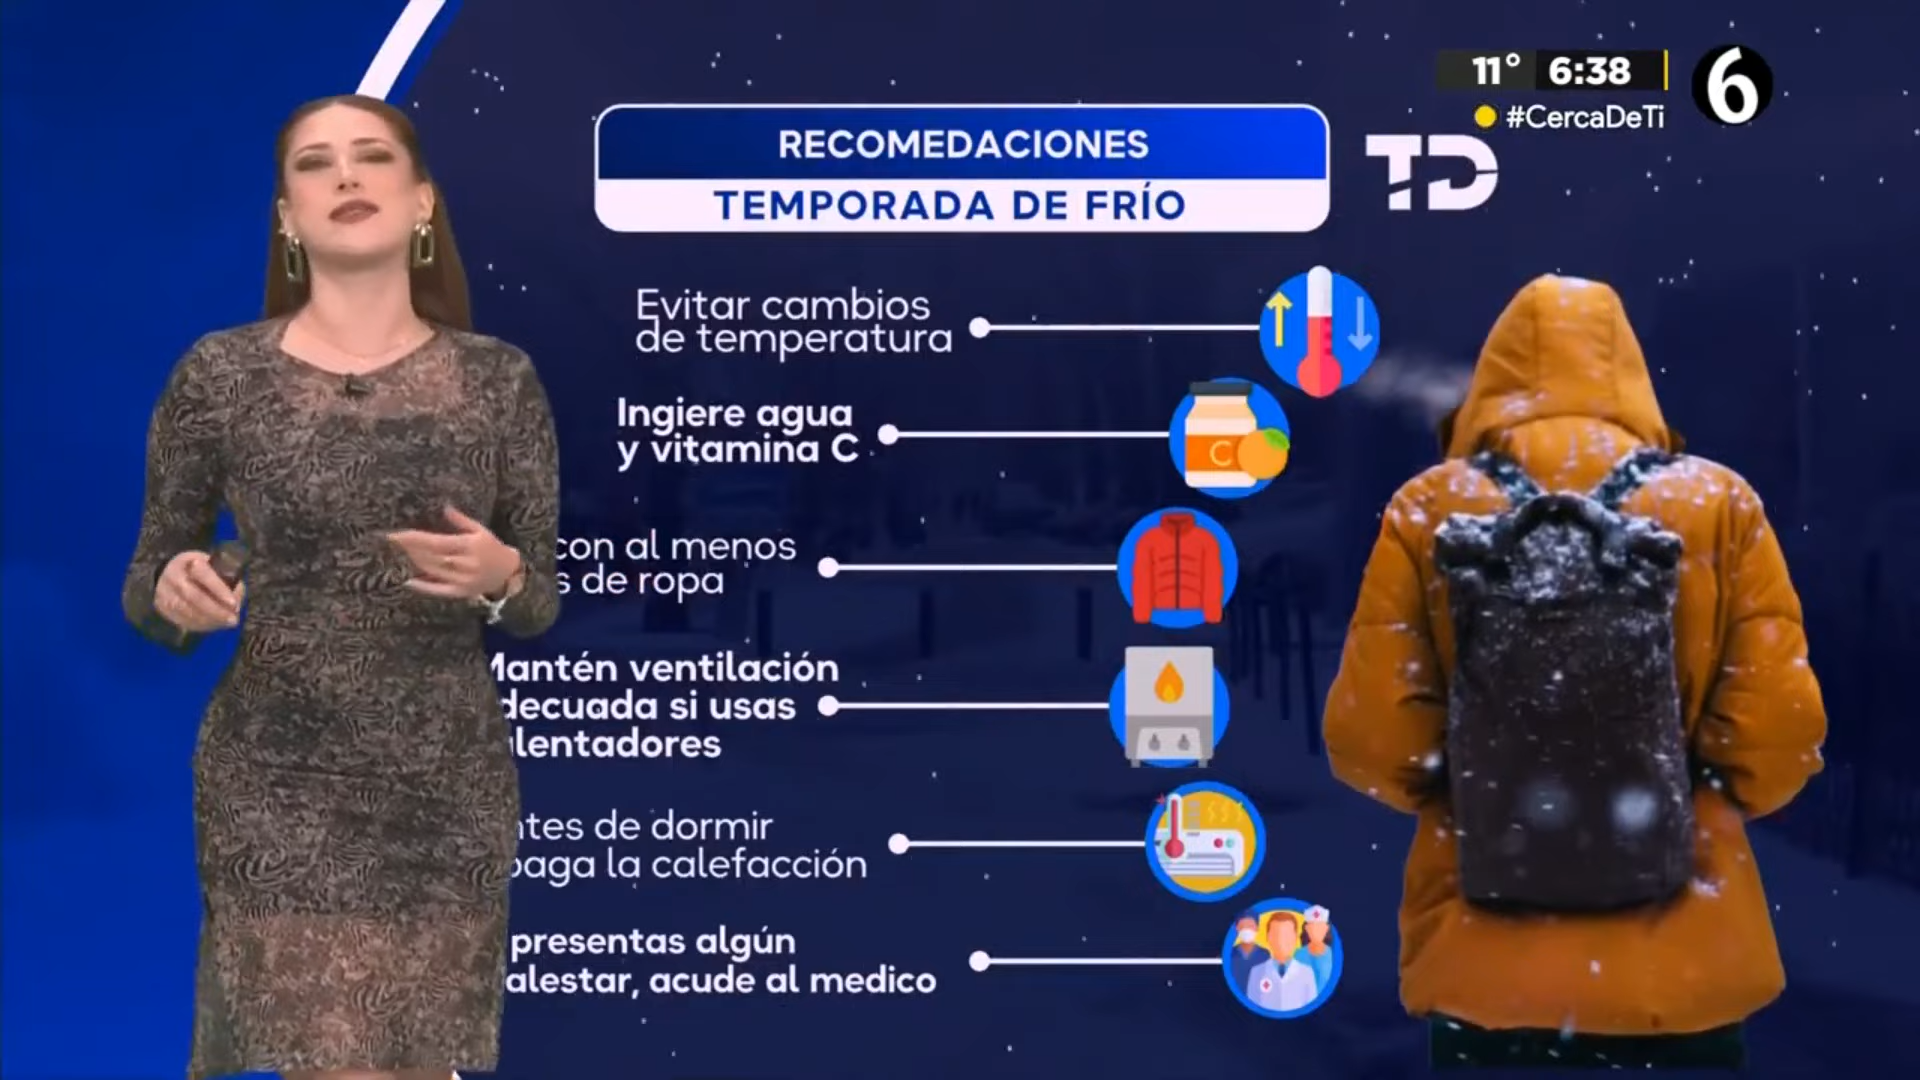 11° 6:38
6
#CercaDeTi
TD
RECOMEDACIONES
TEMPORADA DE FRÍO
Evitar cambios
de temperatura
Ingiere agua
y vitamina C
C
con al menos
s de ropa
Mantén ventilación
decuada si usas
lentadores
ntes de dormir
paga la calefacción
presentas algún
alestar, acude al medico